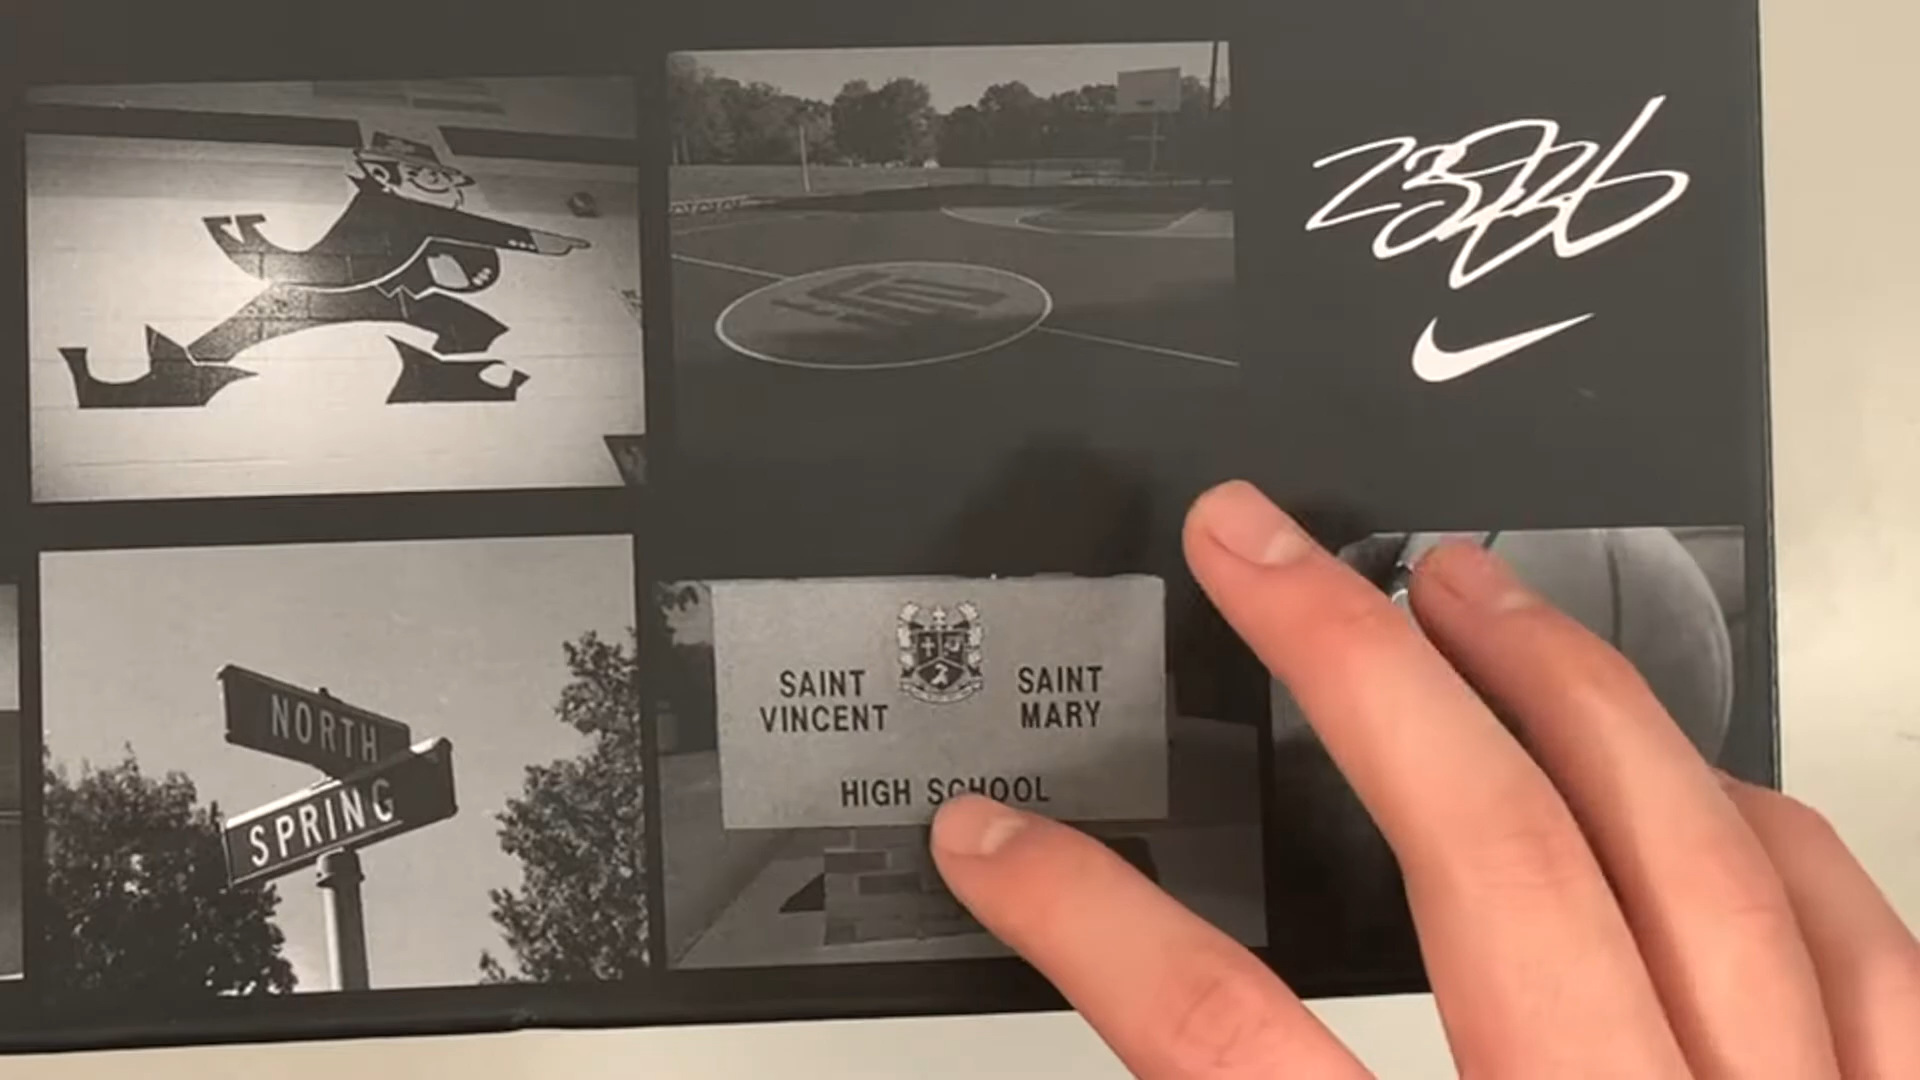 NORTH
SPRING
SAINT
VINCENT
SAINT
MARY
HIGH SCHOOL